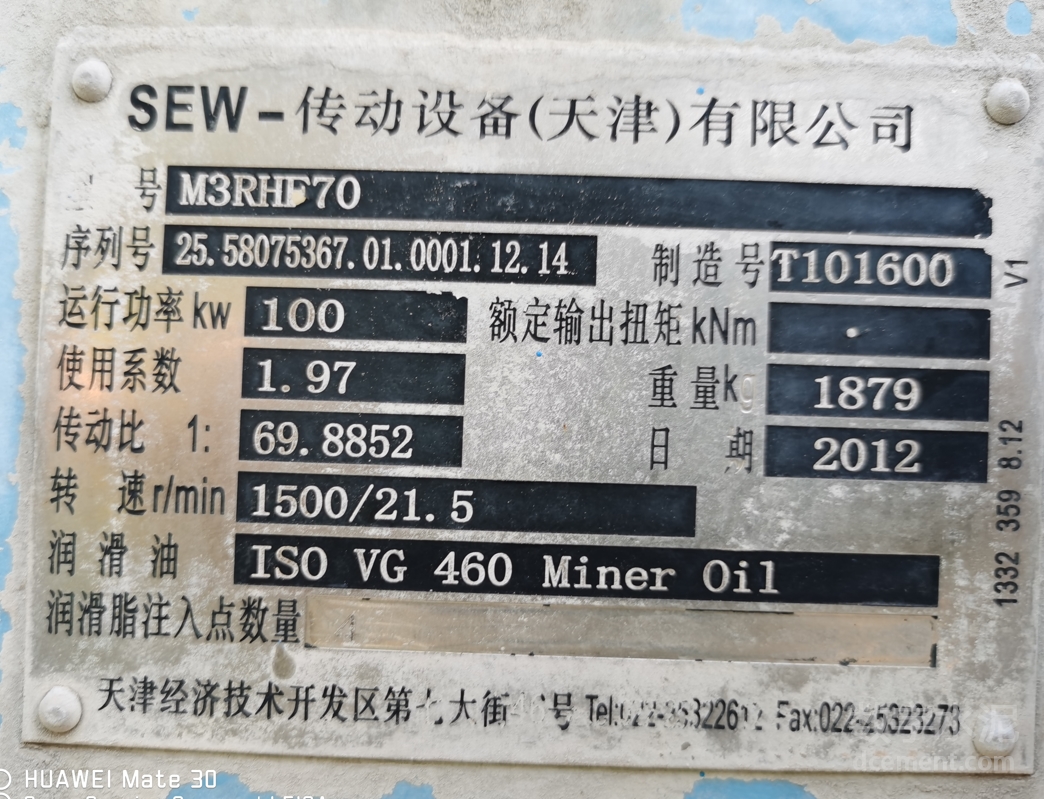 SEW-传动设备(天津)有限公司
号 M3RHF70
序列号 25.58075367.01.0001.12.14 制造号 T101600
运行功率kw 100 额定输出扭矩kNm .
使用系数 1.97 重量kg 1879
传动比 1: 69.8852 日期 2012
转速r/min 1500/21.5
润滑油 ISO VG 460 Miner Oil
润滑脂注入点数量
天津经济技术开发区第七大街 号 Tel: Fax:022-25323273
1332 359 8.12 V1
HUAWEI Mate 30
dcement.com